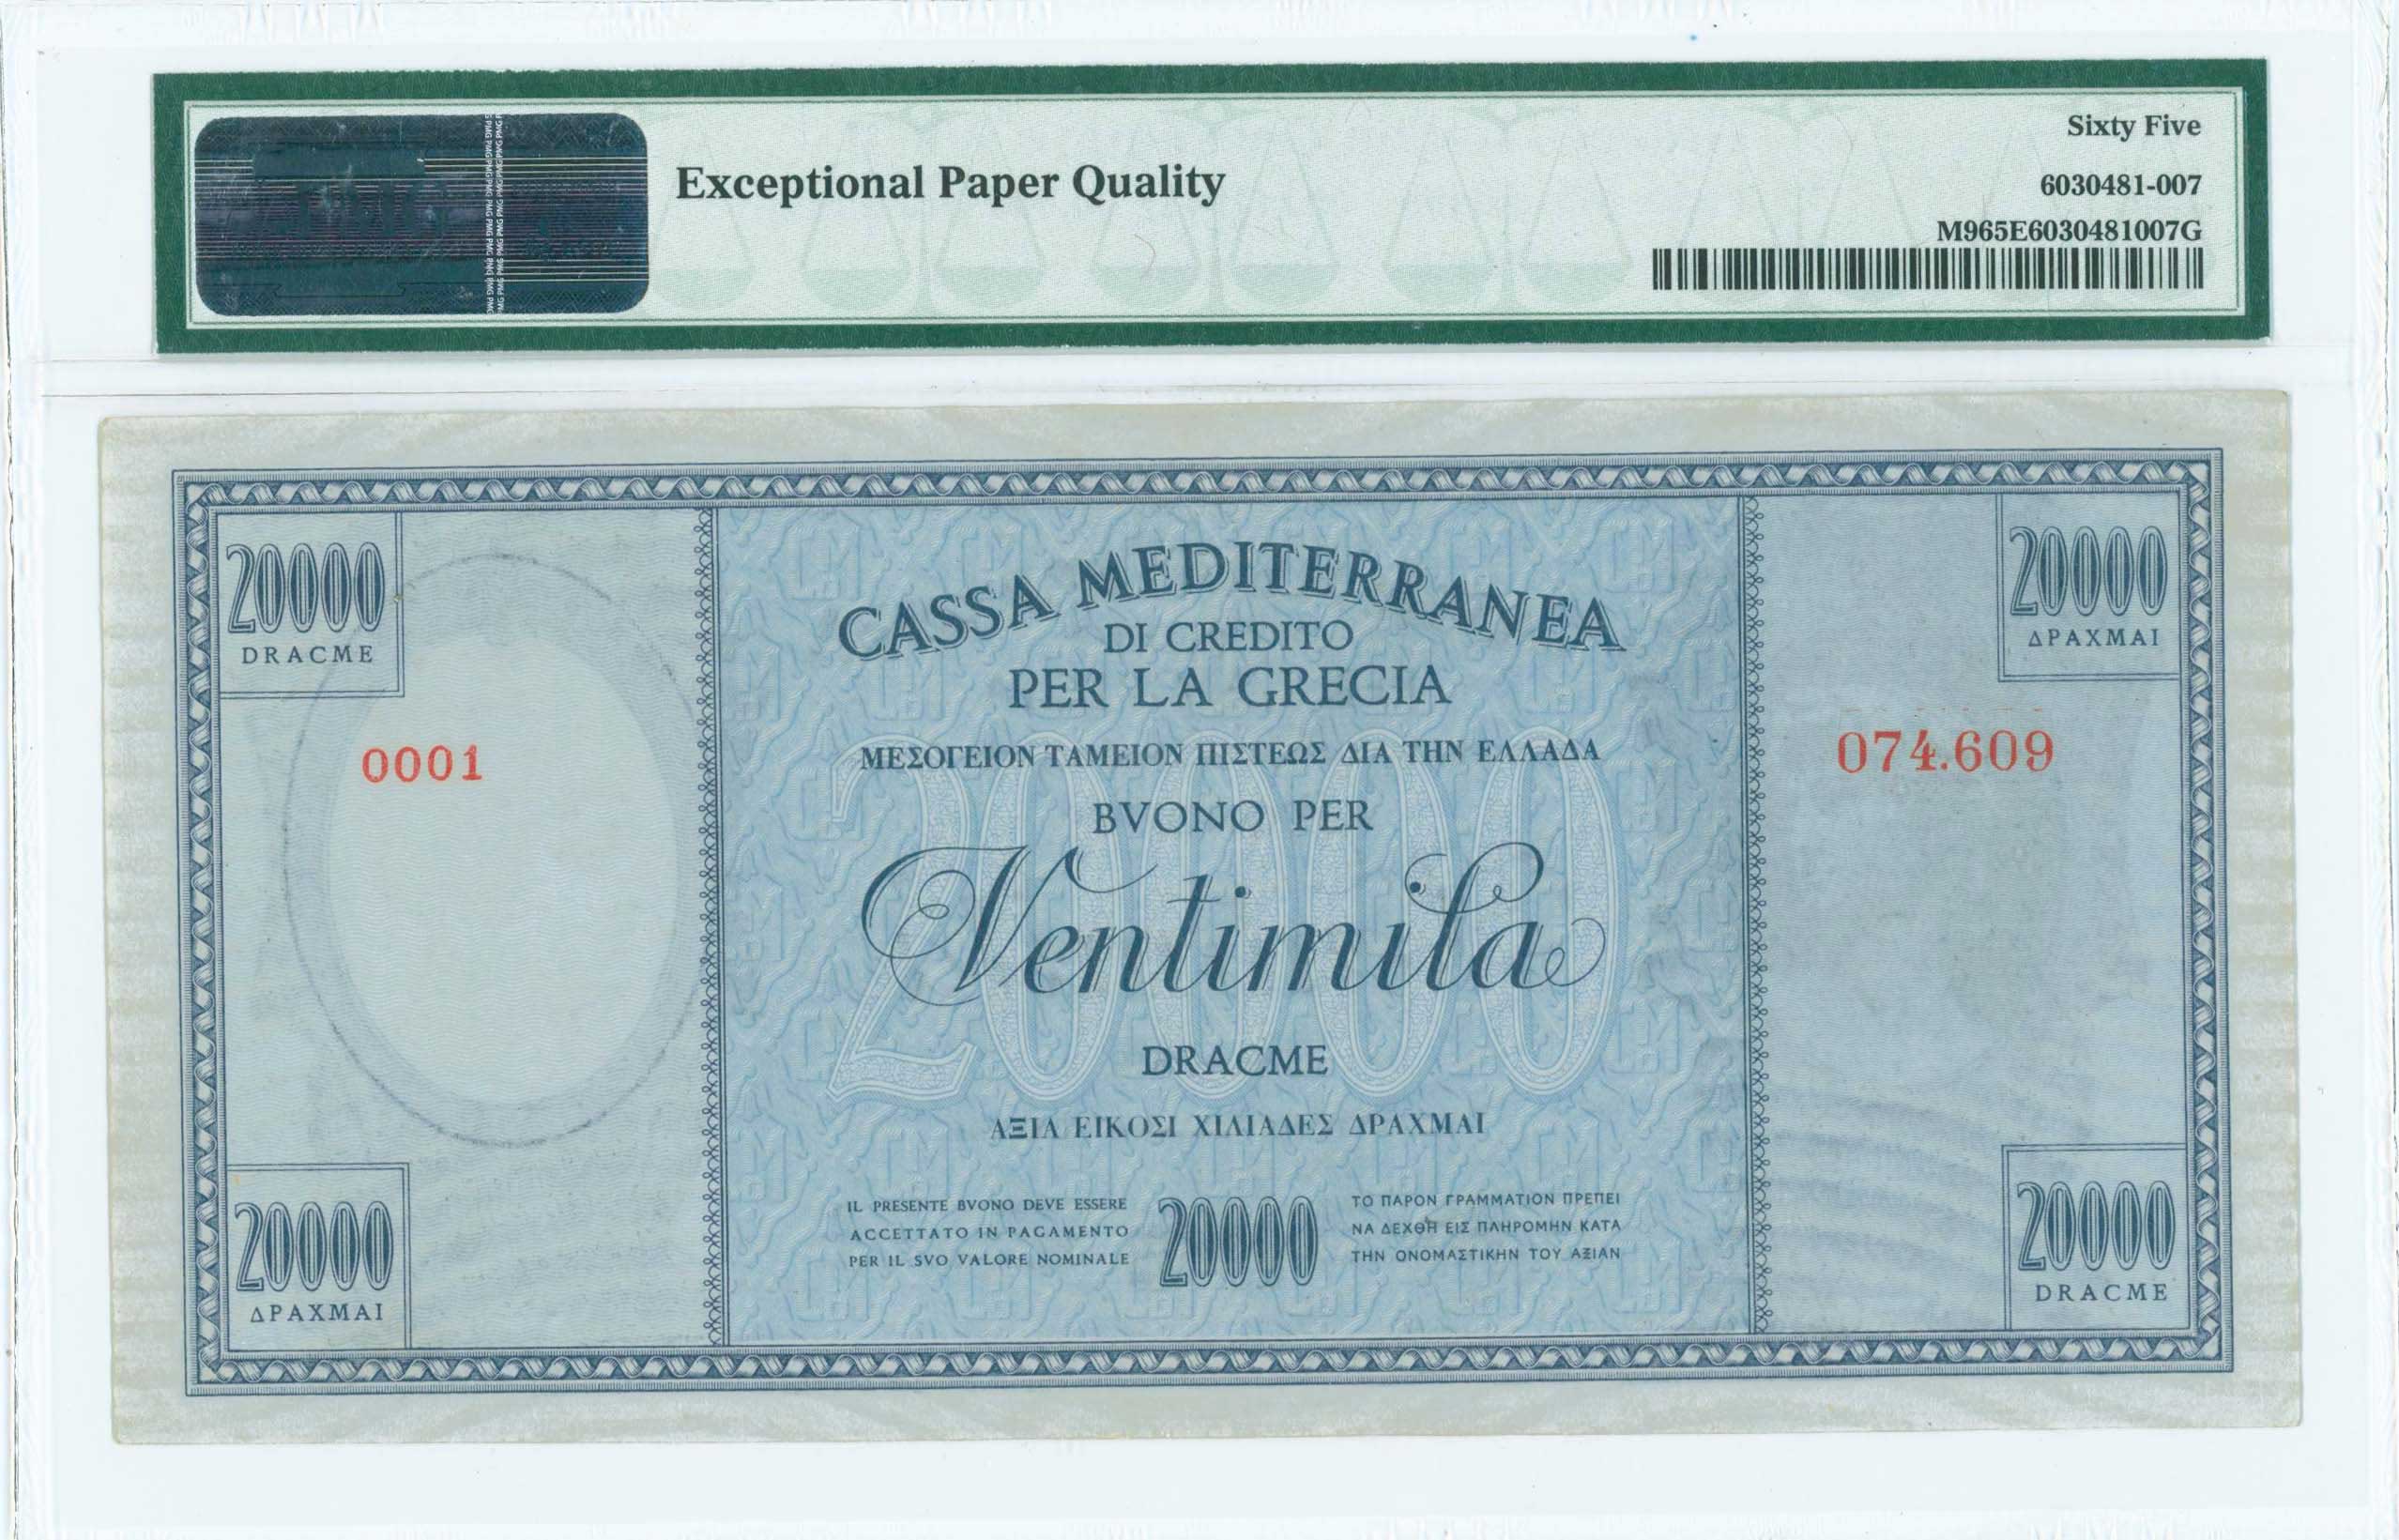 Exceptional Paper Quality
Sixty Five
6030481-007
M965E6030481007G
20000
DRACME
20000
ΔΡΑΧΜΑΙ
CASSA MEDITERRANEA
DI CREDITO
PER LA GRECIA
ΜΕΣΟΓΕΙΟΝ ΤΑΜΕΙΟΝ ΠΙΣΤΕΩΣ ΔΙΑ ΤΗΝ ΕΛΛΑΔΑ
0001
074.609
BVONO PER
Ventimila
20000
DRACME
ΑΞΙΑ ΕΙΚΟΣΙ ΧΙΛΙΑΔΕΣ ΔΡΑΧΜΑΙ
IL PRESENTE BVONO DEVE ESSERE
ACCETTATO IN PAGAMENTO
PER IL SVO VALORE NOMINALE
20000
ΤΟ ΠΑΡΟΝ ΓΡΑΜΜΑΤΙΟΝ ΠΡΕΠΕΙ
ΝΑ ΔΕΧΘΗ ΕΙΣ ΠΛΗΡΟΜΗΝ ΚΑΤΑ
ΤΗΝ ΟΝΟΜΑΣΤΙΚΗΝ ΤΟΥ ΑΞΙΑΝ
20000
ΔΡΑΧΜΑΙ
20000
DRACME